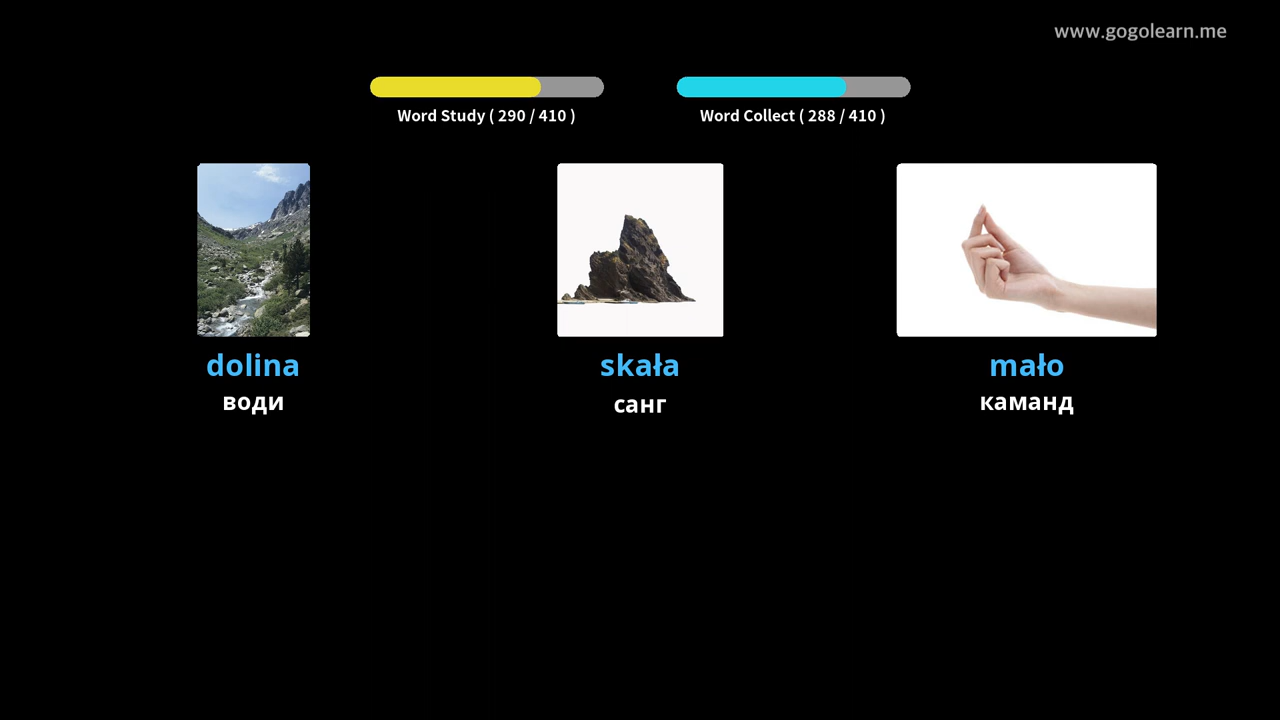 www.gogolearn.me
Word Study ( 290 / 410 )
Word Collect ( 288 / 410 )
dolina
skała
mało
води
санг
каманд